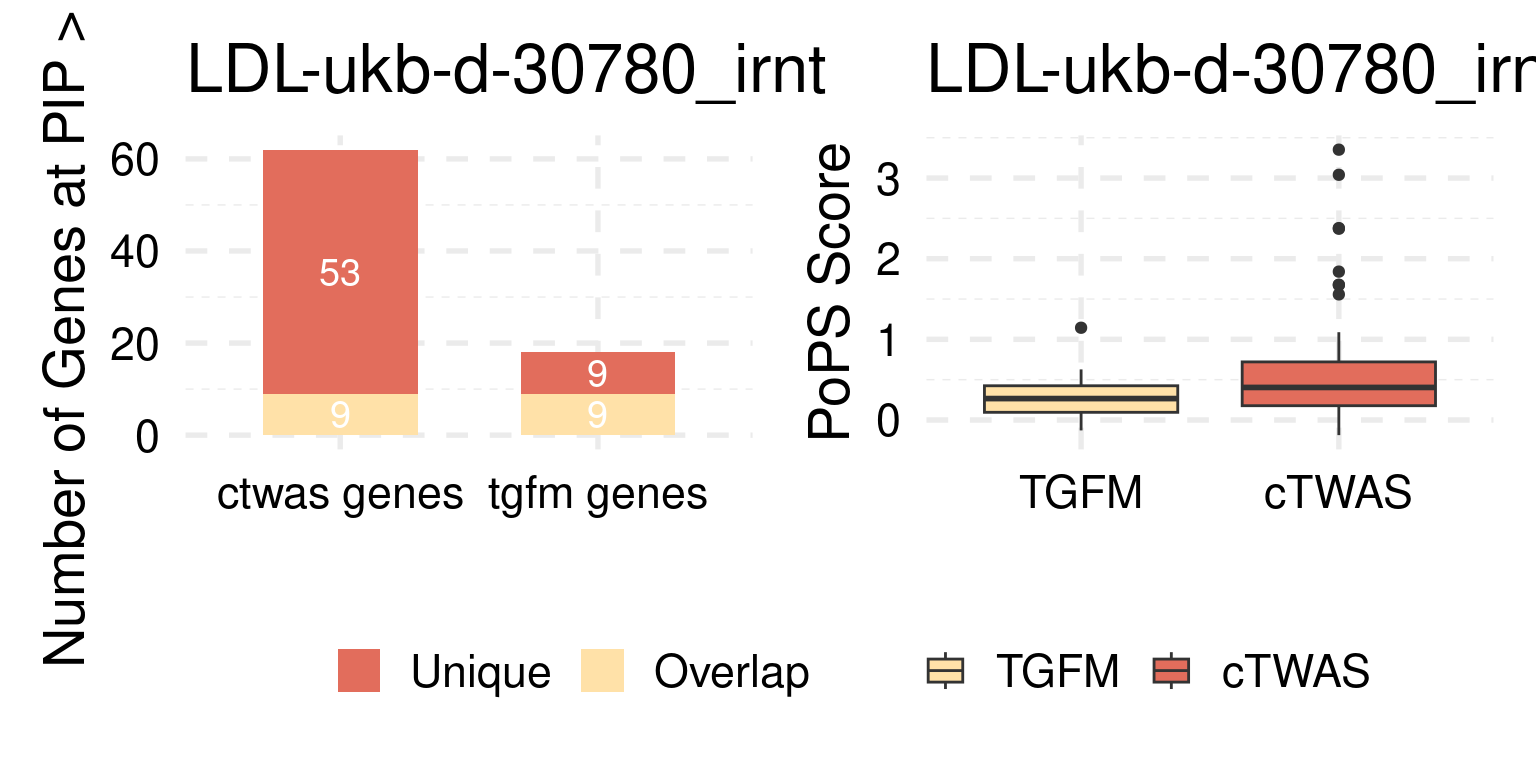 LDL-ukb-d-30780_irnt
Number of Genes at PIP >
60
40
20
0
53
9
9
9
ctwas genes
tgfm genes
Unique
Overlap
LDL-ukb-d-30780_irn
PoPS Score
3
2
1
0
TGFM
cTWAS
TGFM
cTWAS